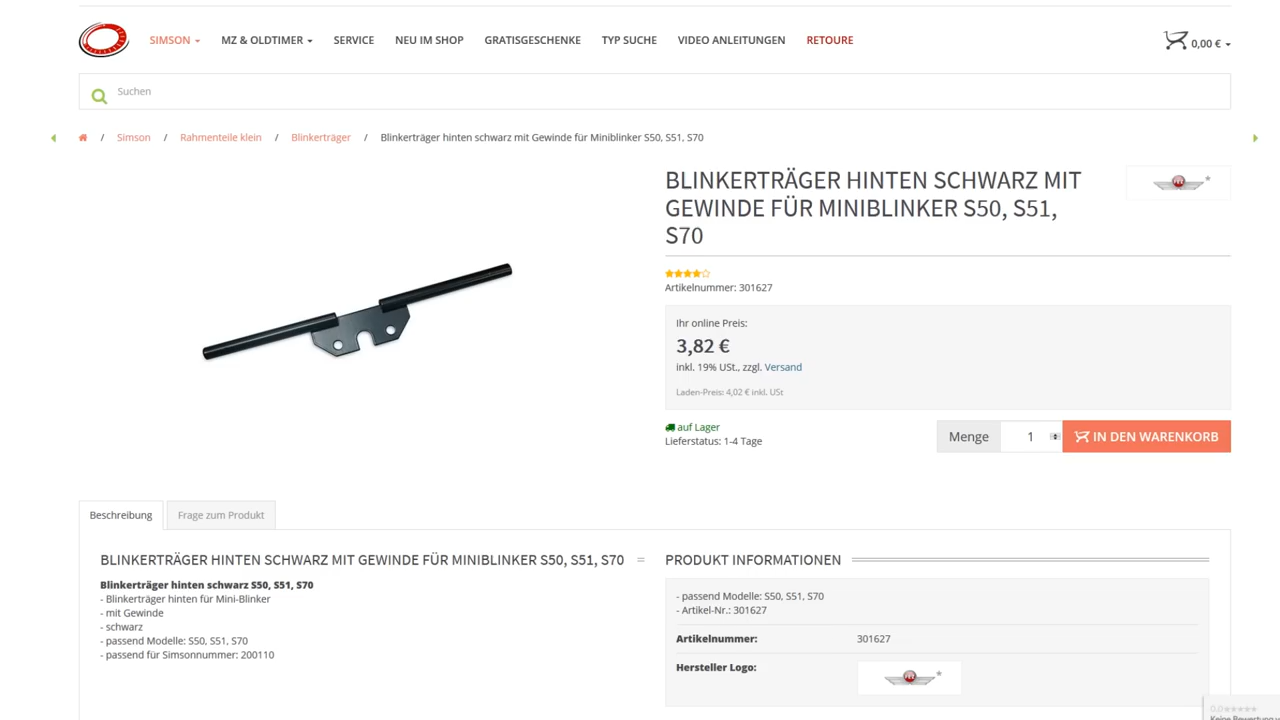 SIMSON MZ & OLDTIMER SERVICE NEU IM SHOP GRATISGESCHENKE TYP SUCHE VIDEO ANLEITUNGEN RETOURE 0,00 €
Suchen
/ Simson / Rahmenteile klein / Blinkerträger / Blinkerträger hinten schwarz mit Gewinde für Miniblinker S50, S51, S70
BLINKERTRÄGER HINTEN SCHWARZ MIT
GEWINDE FÜR MINIBLINKER S50, S51,
S70
Artikelnummer: 301627
Ihr online Preis:
3,82 €
inkl. 19% USt., zzgl. Versand
Laden-Preis: 4,02 € inkl. USt
auf Lager
Lieferstatus: 1-4 Tage
Menge 1 IN DEN WARENKORB
Beschreibung Frage zum Produkt
BLINKERTRÄGER HINTEN SCHWARZ MIT GEWINDE FÜR MINIBLINKER S50, S51, S70
Blinkerträger hinten schwarz S50, S51, S70
- Blinkerträger hinten für Mini-Blinker
- mit Gewinde
- schwarz
- passend Modelle: S50, S51, S70
- passend für Simsonnummer: 200110
PRODUKT INFORMATIONEN
- passend Modelle: S50, S51, S70
- Artikel-Nr.: 301627
Artikelnummer: 301627
Hersteller Logo:
0.0
Keine Bewertung